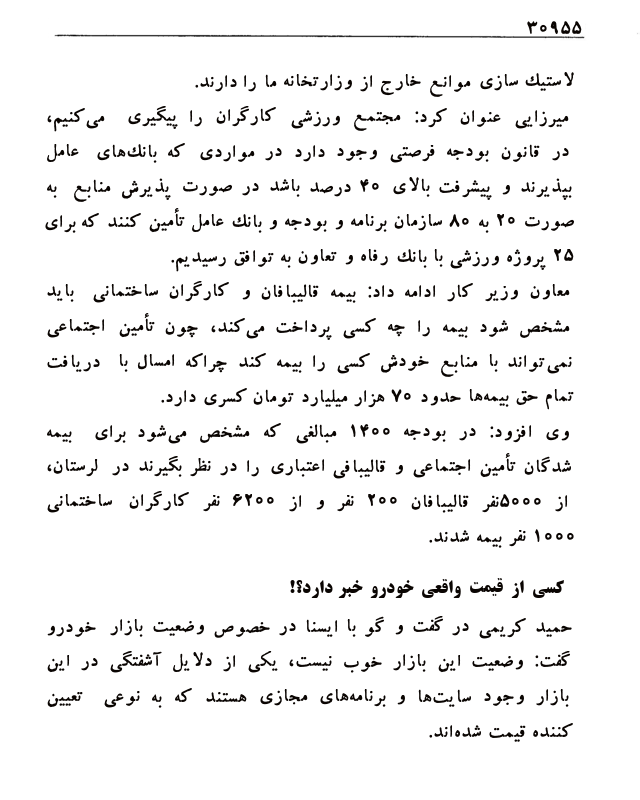 ۳۰۹۵۵
لاستیك سازی موانع خارج از وزارتخانه ما را دارند.
میرزایی عنوان کرد: مجتمع ورزشی کارگران را پیگیری می‌کنیم،
در قانون بودجه فرصتی وجود دارد در مواردی که بانك‌های عامل
بپذیرند و پیشرفت بالای ۴۰ درصد باشد در صورت پذیرش منابع به
صورت ۲۰ به ۸۰ سازمان برنامه و بودجه و بانك عامل تأمین کنند که برای
۲۵ پروژه ورزشی با بانك رفاه و تعاون به توافق رسیدیم.
معاون وزیر کار ادامه داد: بیمه قالیبافان و کارگران ساختمانی باید
مشخص شود بیمه را چه کسی پرداخت می‌کند، چون تأمین اجتماعی
نمی‌تواند با منابع خودش کسی را بیمه کند چراکه امسال با دریافت
تمام حق بیمه‌ها حدود ۷۰ هزار میلیارد تومان کسری دارد.
وی افزود: در بودجه ۱۴۰۰ مبالغی که مشخص می‌شود برای بیمه
شدگان تأمین اجتماعی و قالیبافی اعتباری را در نظر بگیرند در لرستان،
از ۵۰۰۰نفر قالیبافان ۲۰۰ نفر و از ۶۲۰۰ نفر کارگران ساختمانی
۱۰۰۰ نفر بیمه شدند.
کسی از قیمت واقعی خودرو خبر دارد؟!
حمید کریمی در گفت و گو با ایسنا در خصوص وضعیت بازار خودرو
گفت: وضعیت این بازار خوب نیست، یکی از دلایل آشفتگی در این
بازار وجود سایت‌ها و برنامه‌های مجازی هستند که به نوعی تعیین
کننده قیمت شده‌اند.